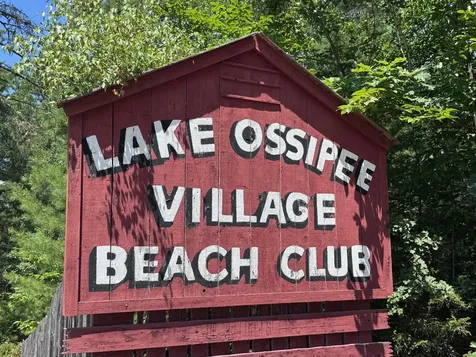 LAKE OSSIPEE
VILLAGE
BEACH CLUB